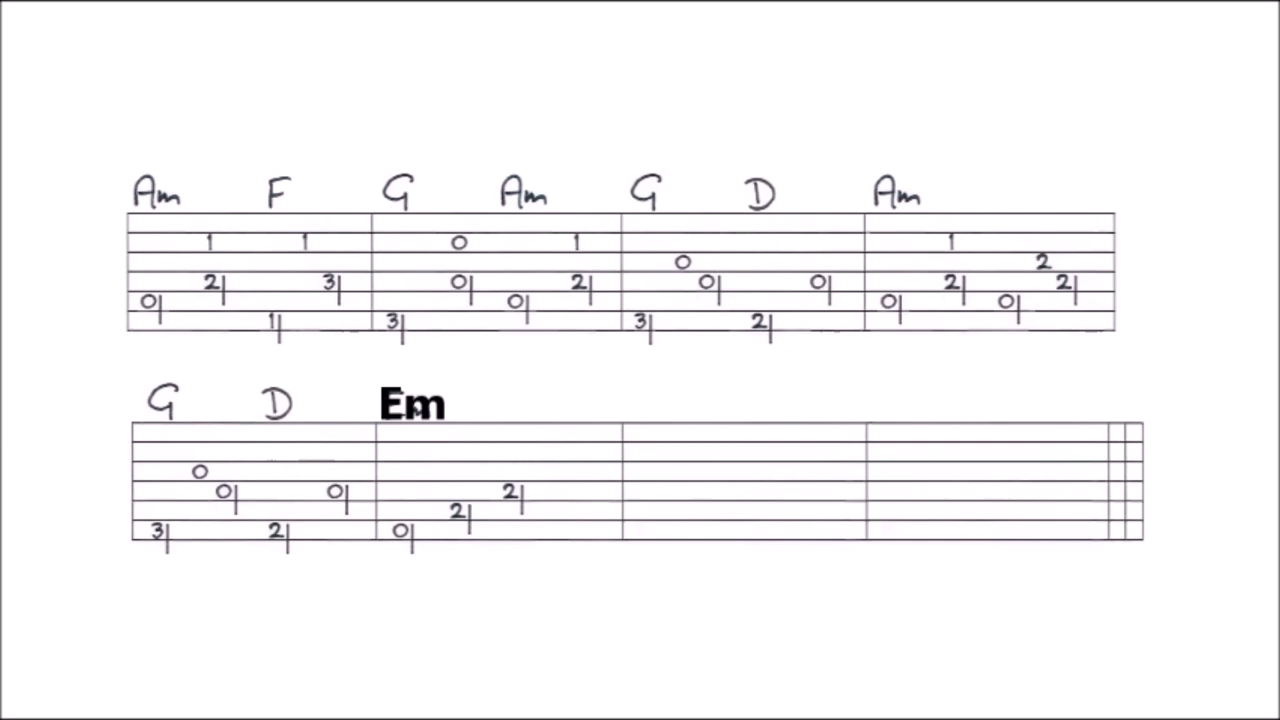 Am F G Am G D Am
1 1 0 1 1
0 2
2 3 0 2 0 0 2 2
0 0 0 0
1 3 3 2
G D Em
0
0 0 2
2
3 2 0